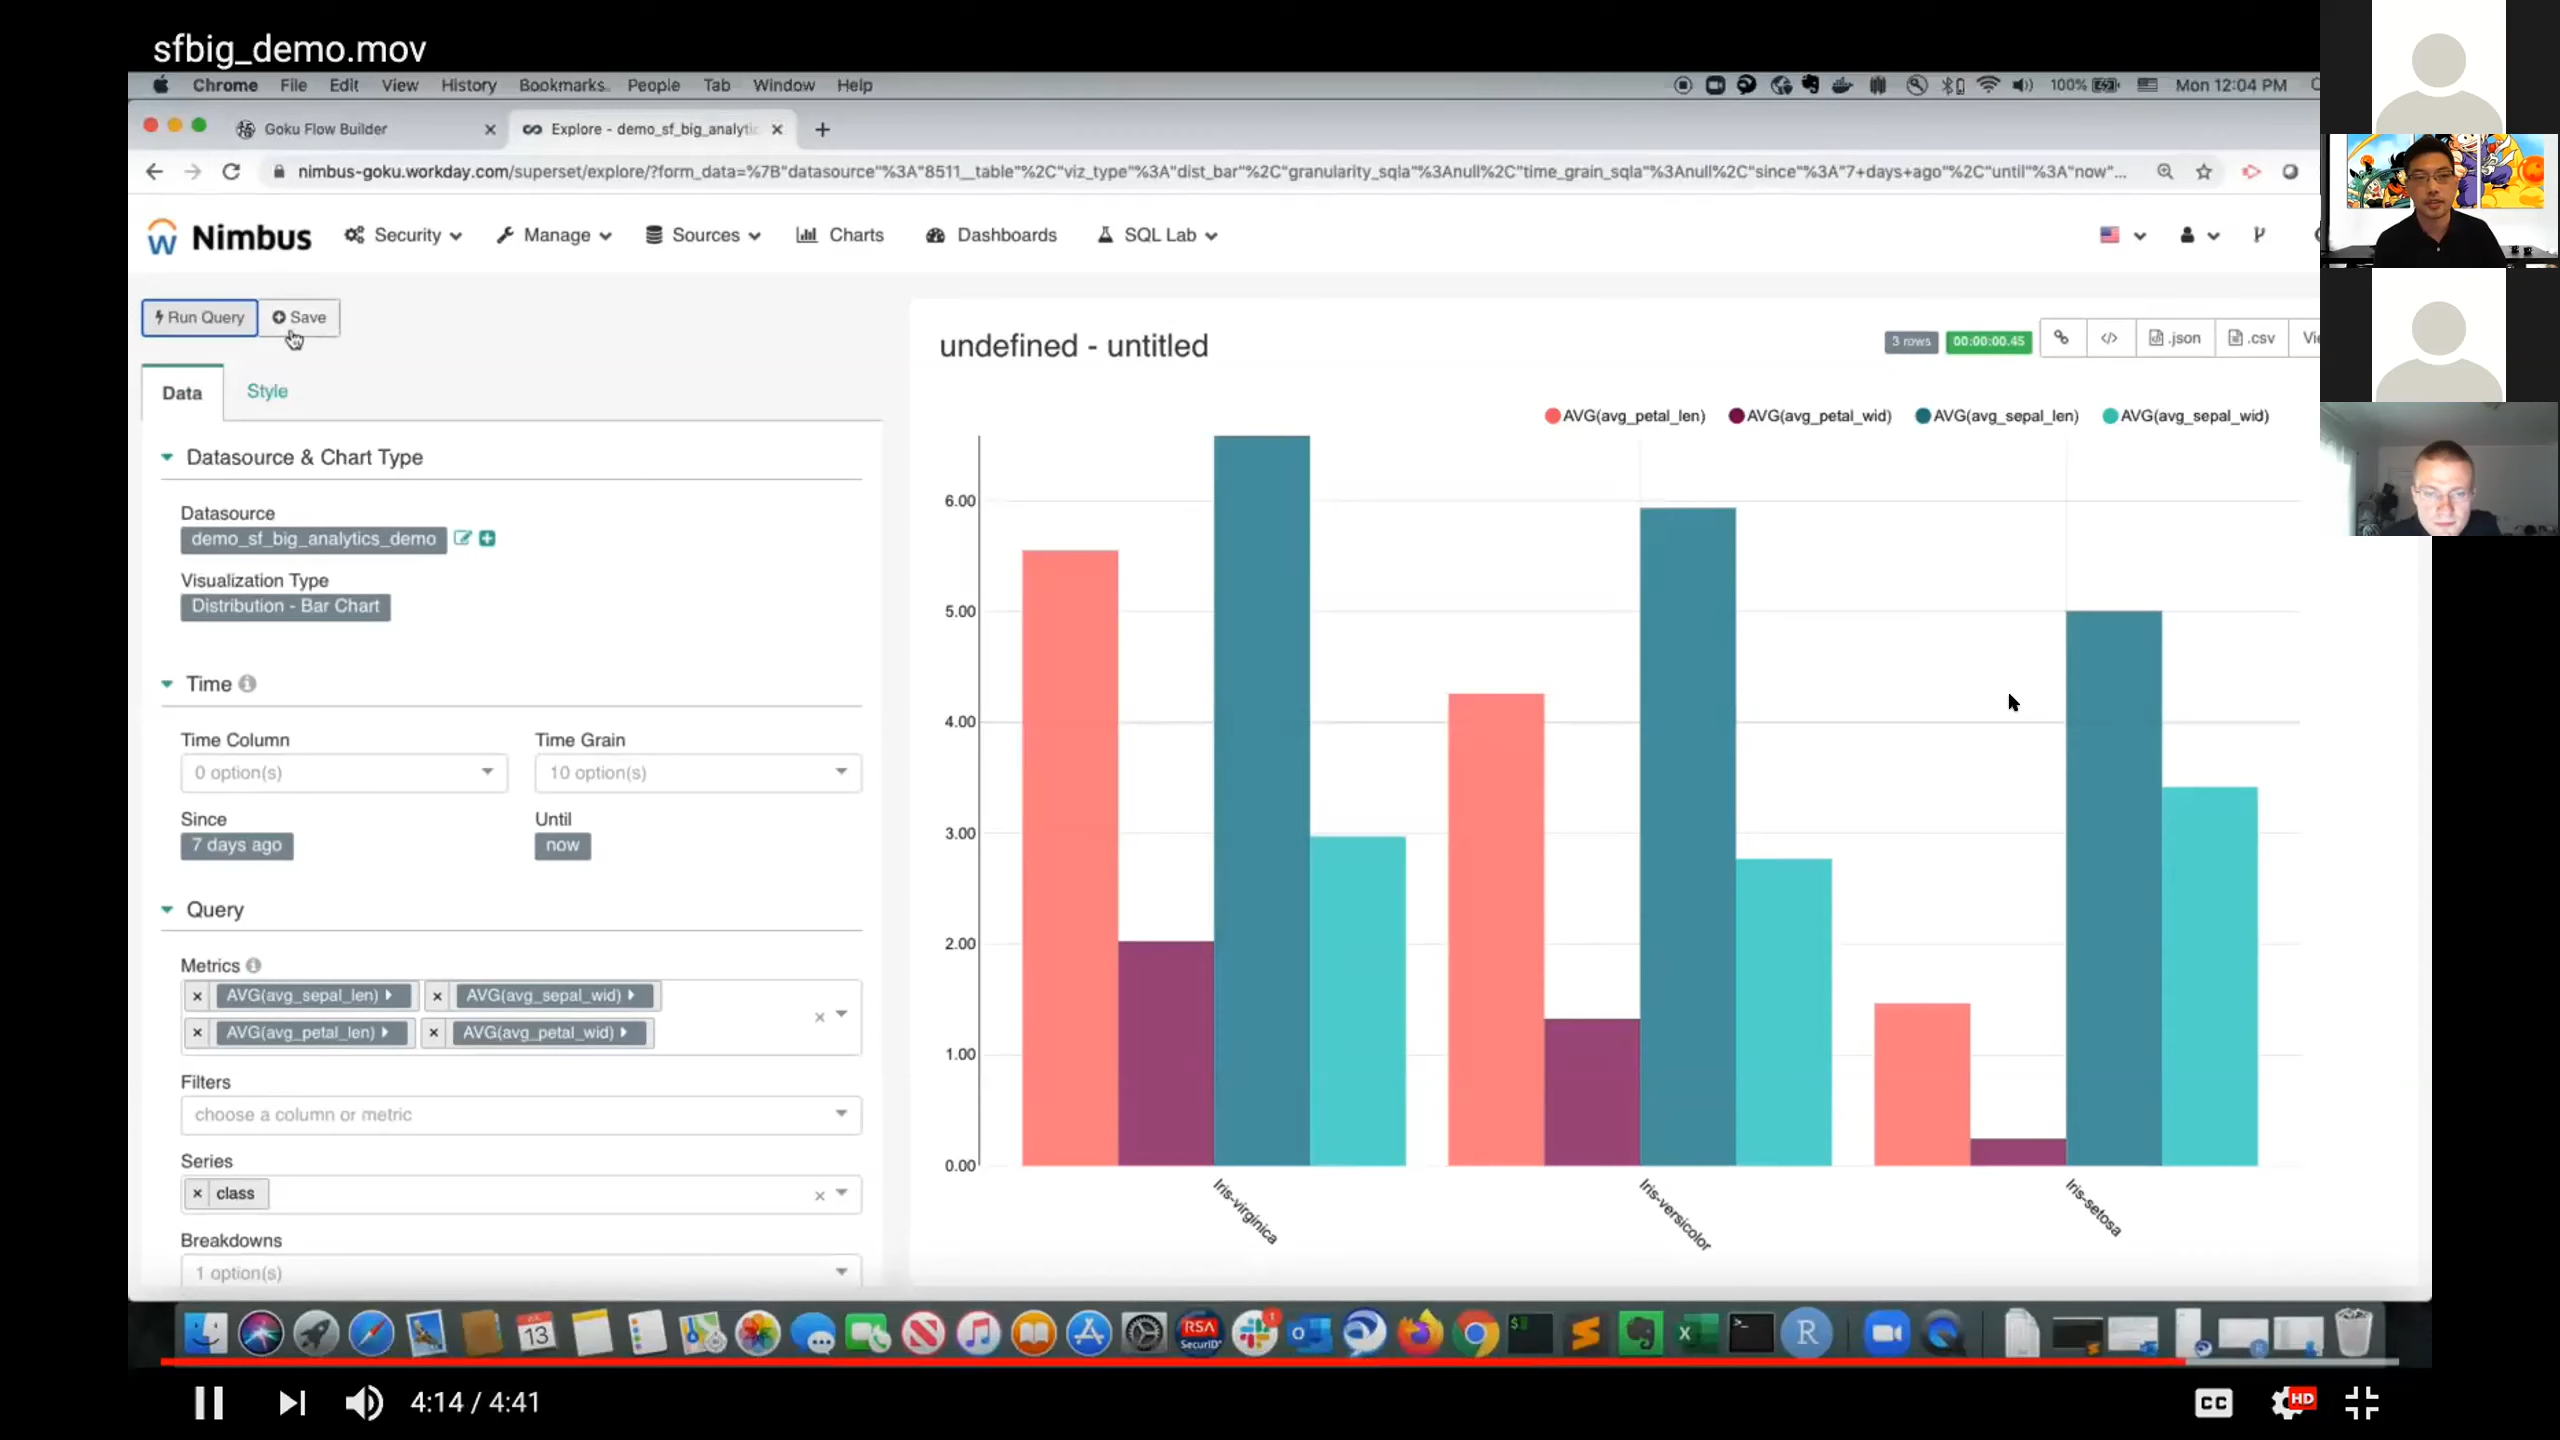 sfbig_demo.mov
Chrome File Edit View History Bookmarks People Tab Window Help 100% Mon 12:04 PM
Goku Flow Builder Explore - demo_sf_big_analytic
nimbus-goku.workday.com/superset/explore/?form_data=%7B"datasource"%3A"8511__table"%2C"viz_type"%3A"dist_bar"%2C"granularity_sqla"%3Anull%2C"time_grain_sqla"%3Anull%2C"since"%3A"7+days+ago"%2C"until"%3A"now"...
W Nimbus Security Manage Sources Charts Dashboards SQL Lab
Run Query Save
undefined - untitled 3 rows 00:00:00.45 .json .csv
Data Style
AVG(avg_petal_len) AVG(avg_petal_wid) AVG(avg_sepal_len) AVG(avg_sepal_wid)
Datasource & Chart Type
Datasource
demo_sf_big_analytics_demo
Visualization Type
Distribution - Bar Chart
Time
Time Column Time Grain
0 option(s) 10 option(s)
Since Until
7 days ago now
Query
Metrics
× AVG(avg_sepal_len) × AVG(avg_sepal_wid)
× AVG(avg_petal_len) × AVG(avg_petal_wid)
Filters
choose a column or metric
Series
× class
Breakdowns
1 option(s)
6.00
5.00
4.00
3.00
2.00
1.00
0.00
Iris-virginica
Iris-versicolor
Iris-setosa
13
RSA
SecurID
R
4:14 / 4:41
CC HD